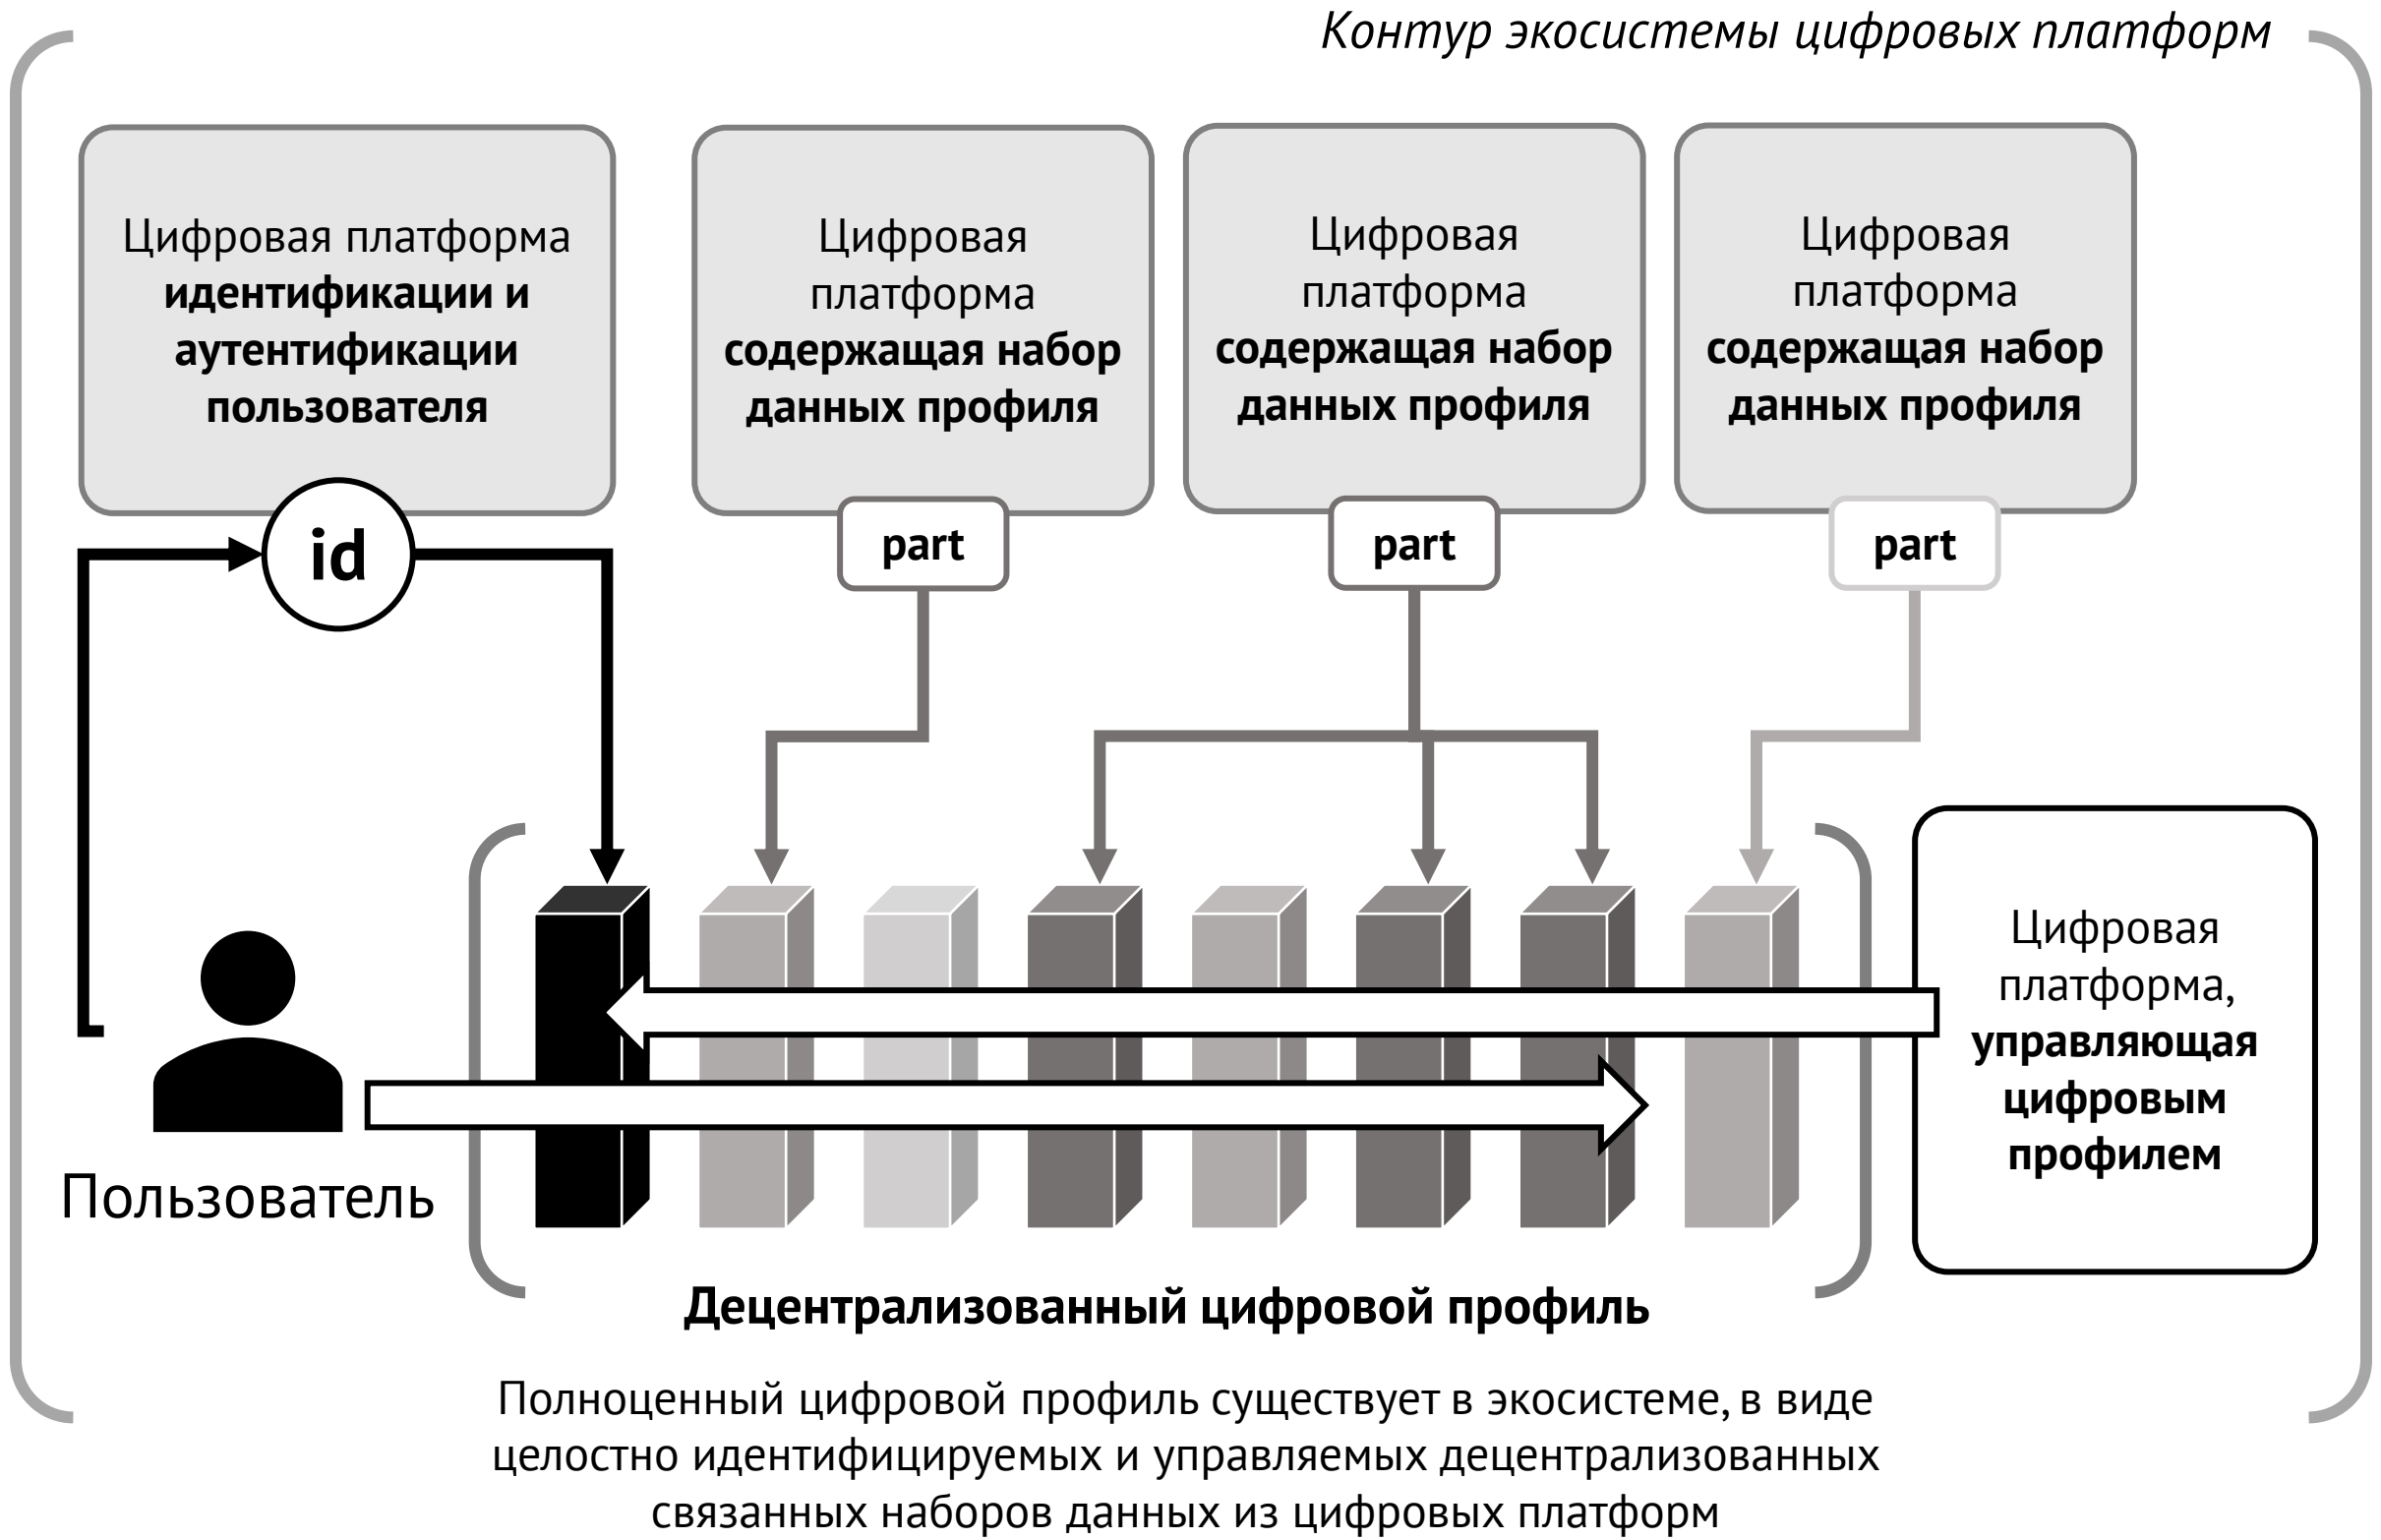 Контур экосистемы цифровых платформ
Цифровая платформа
идентификации и
аутентификации
пользователя
id
Цифровая
платформа
содержащая набор
данных профиля
part
Цифровая
платформа
содержащая набор
данных профиля
part
Цифровая
платформа
содержащая набор
данных профиля
part
Пользователь
Цифровая
платформа,
управляющая
цифровым
профилем
Децентрализованный цифровой профиль
Полноценный цифровой профиль существует в экосистеме, в виде
целостно идентифицируемых и управляемых децентрализованных
связанных наборов данных из цифровых платформ